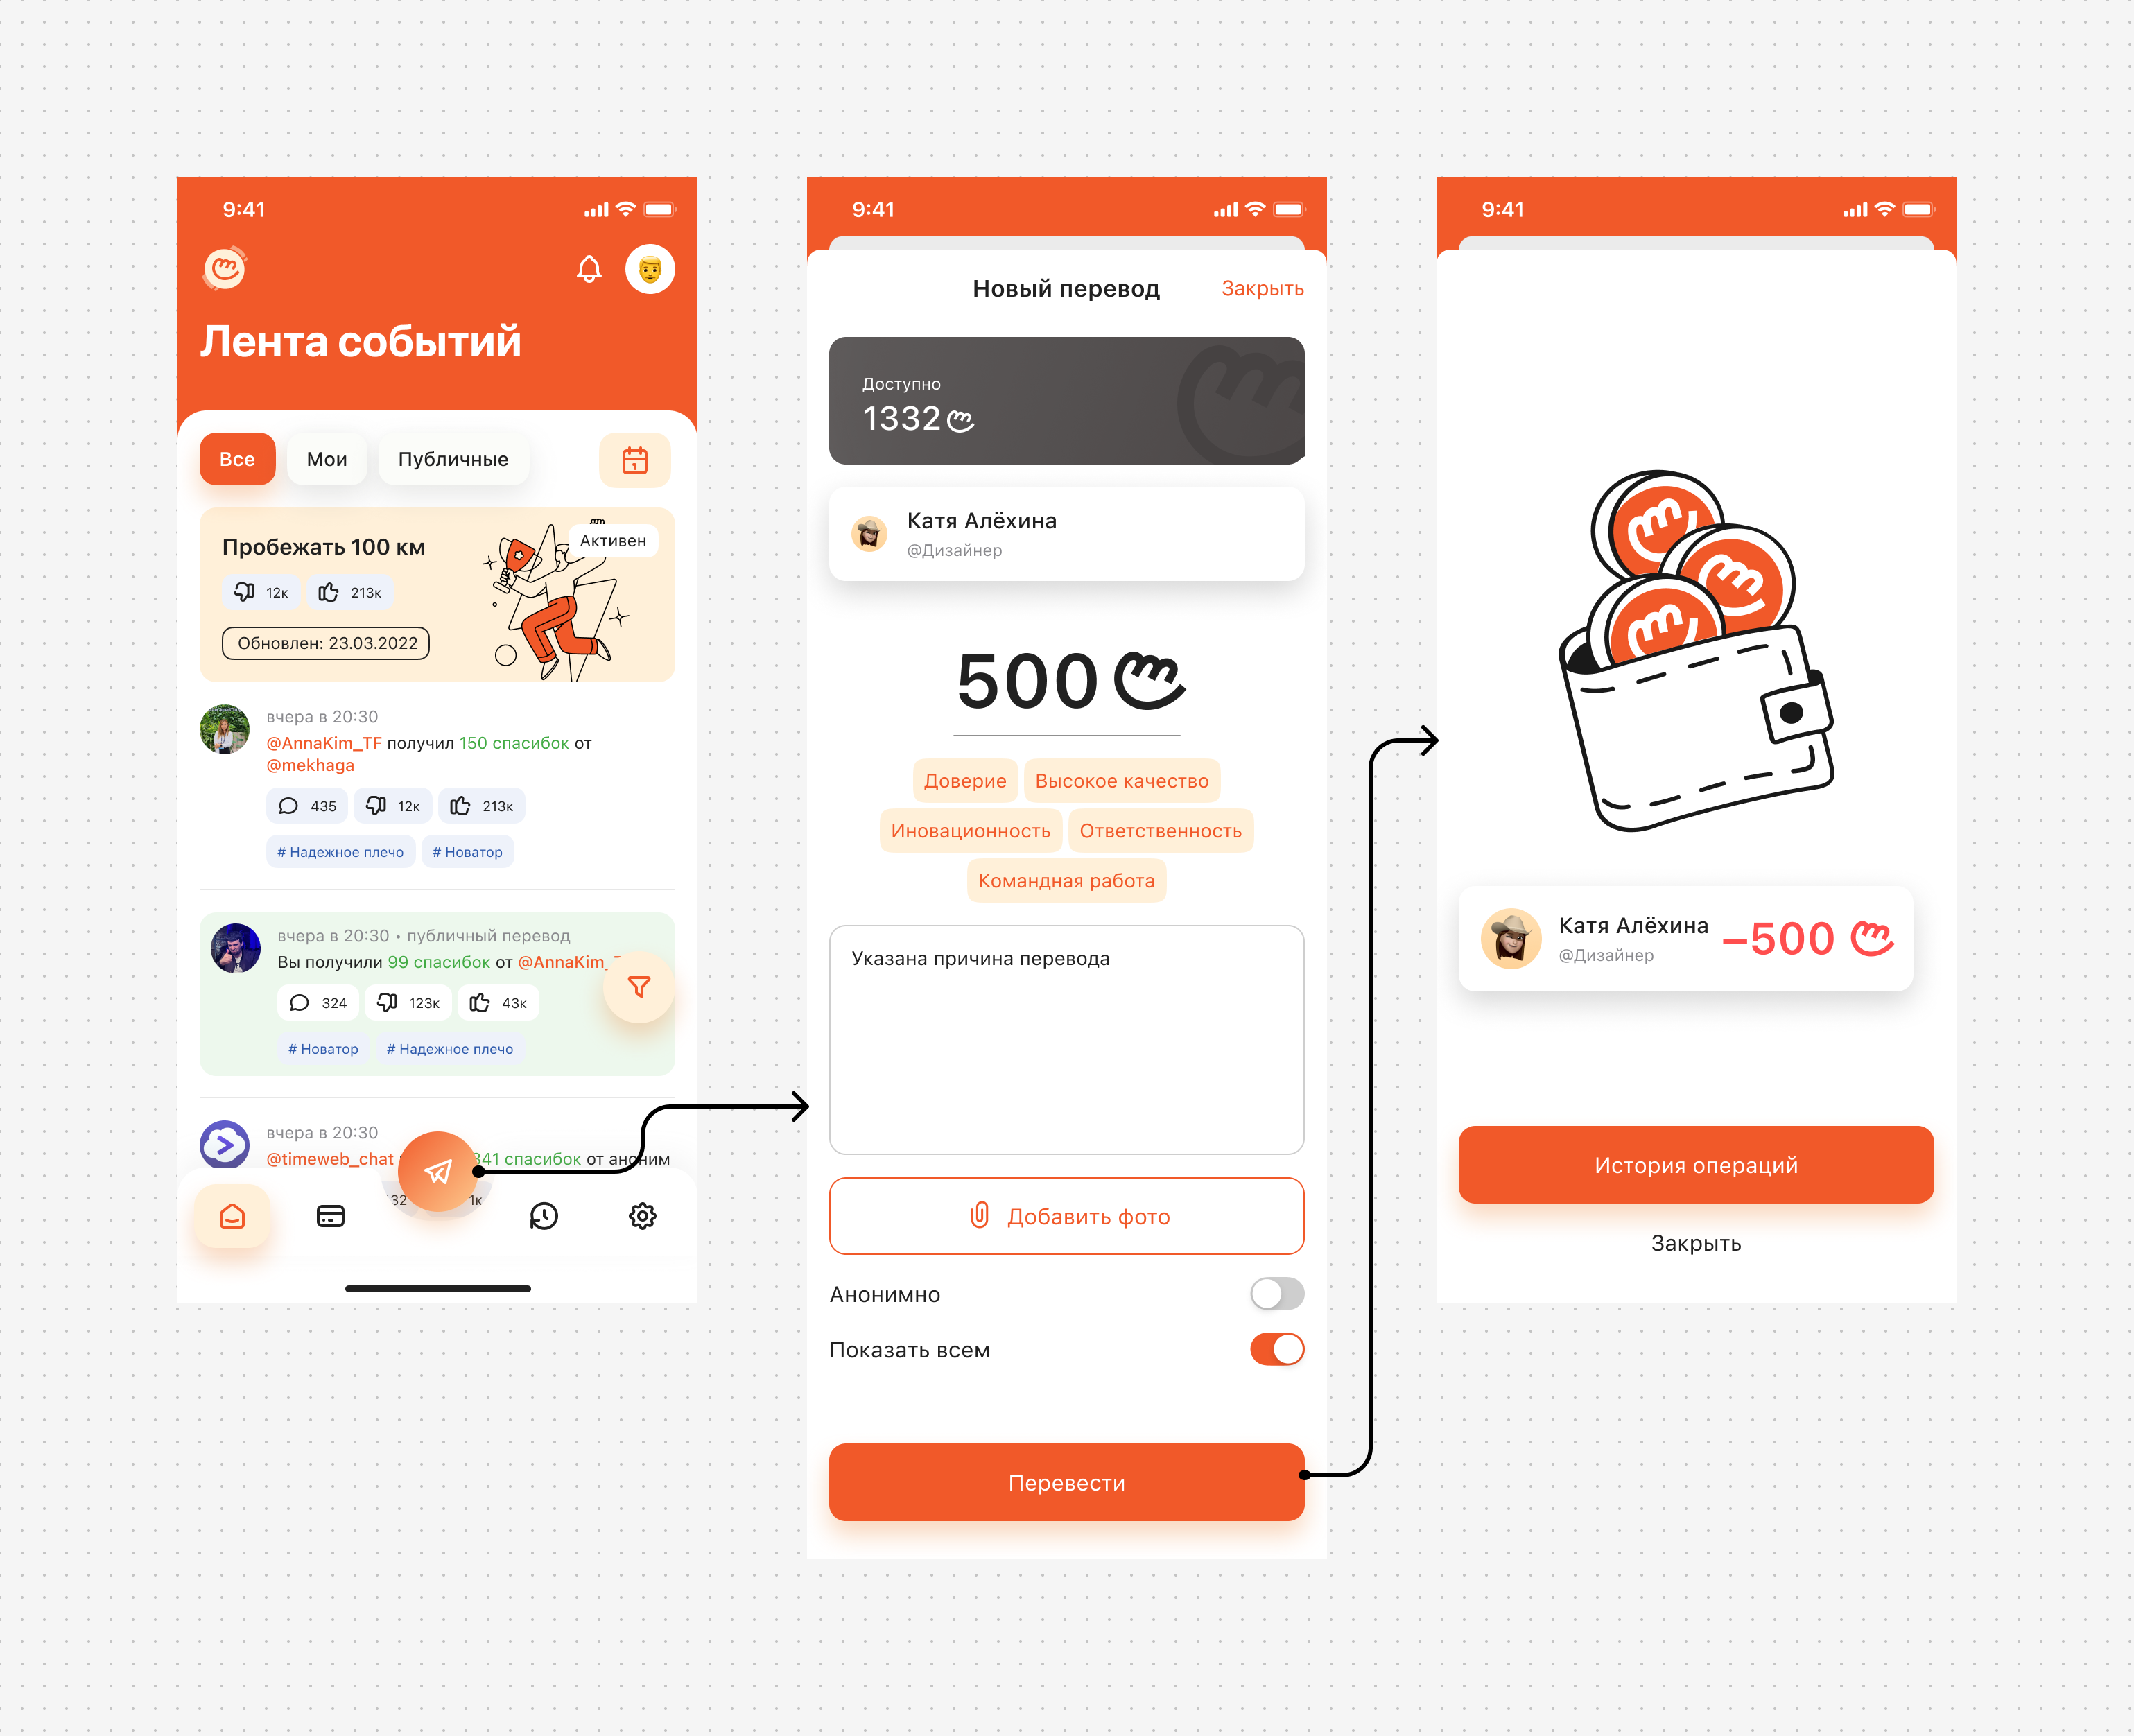 9:41
Лента событий
Все
Мои
Публичные
Пробежать 100 км
Активен
12к
213к
Обновлен: 23.03.2022
вчера в 20:30
@AnnaKim_TF получил 150 спасибок от
@mekhaga
435
12к
213к
# Надежное плечо
# Новатор
вчера в 20:30 • публичный перевод
Вы получили 99 спасибок от @AnnaKim_
324
123к
43к
# Новатор
# Надежное плечо
вчера в 20:30
@timeweb_chat 341 спасибок от аноним
32
1к
9:41
Новый перевод
Закрыть
Доступно
1332
Катя Алёхина
@Дизайнер
500
Доверие
Высокое качество
Иновационность
Ответственность
Командная работа
Указана причина перевода
Добавить фото
Анонимно
Показать всем
Перевести
9:41
Катя Алёхина
@Дизайнер
–500
История операций
Закрыть